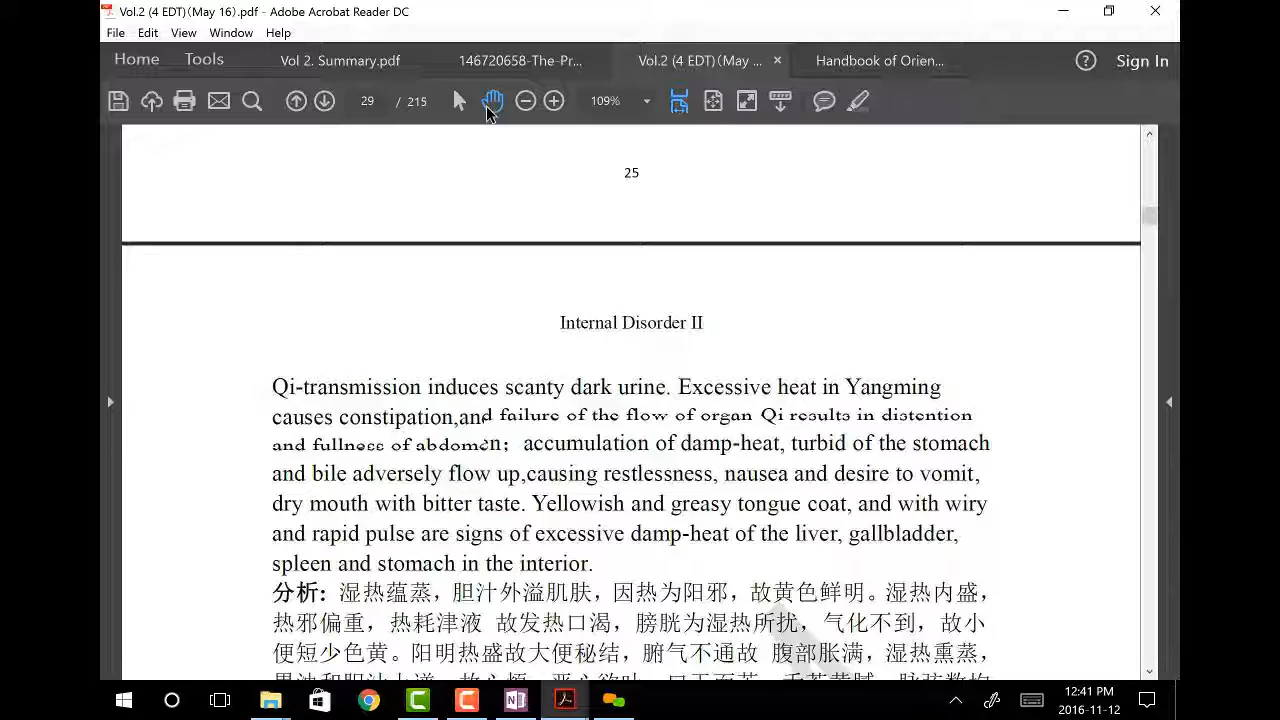 Vol.2 (4 EDT)(May 16).pdf - Adobe Acrobat Reader DC
File Edit View Window Help
Home Tools Vol 2. Summary.pdf 146720658-The-Pr... Vol.2 (4 EDT)(May ... × Handbook of Orien... Sign In
29 / 215 109%
25
Internal Disorder II
Qi-transmission induces scanty dark urine. Excessive heat in Yangming
causes constipation,and failure of the flow of organ Qi results in distention
and fullness of abdomen; accumulation of damp-heat, turbid of the stomach
and bile adversely flow up,causing restlessness, nausea and desire to vomit,
dry mouth with bitter taste. Yellowish and greasy tongue coat, and with wiry
and rapid pulse are signs of excessive damp-heat of the liver, gallbladder,
spleen and stomach in the interior.
分析: 湿热蕴蒸，胆汁外溢肌肤，因热为阳邪，故黄色鲜明。湿热内盛，
热邪偏重，热耗津液 故发热口渴，膀胱为湿热所扰，气化不到，故小
便短少色黄。阳明热盛故大便秘结，腑气不通故 腹部胀满，湿热熏蒸，
12:41 PM
2016-11-12